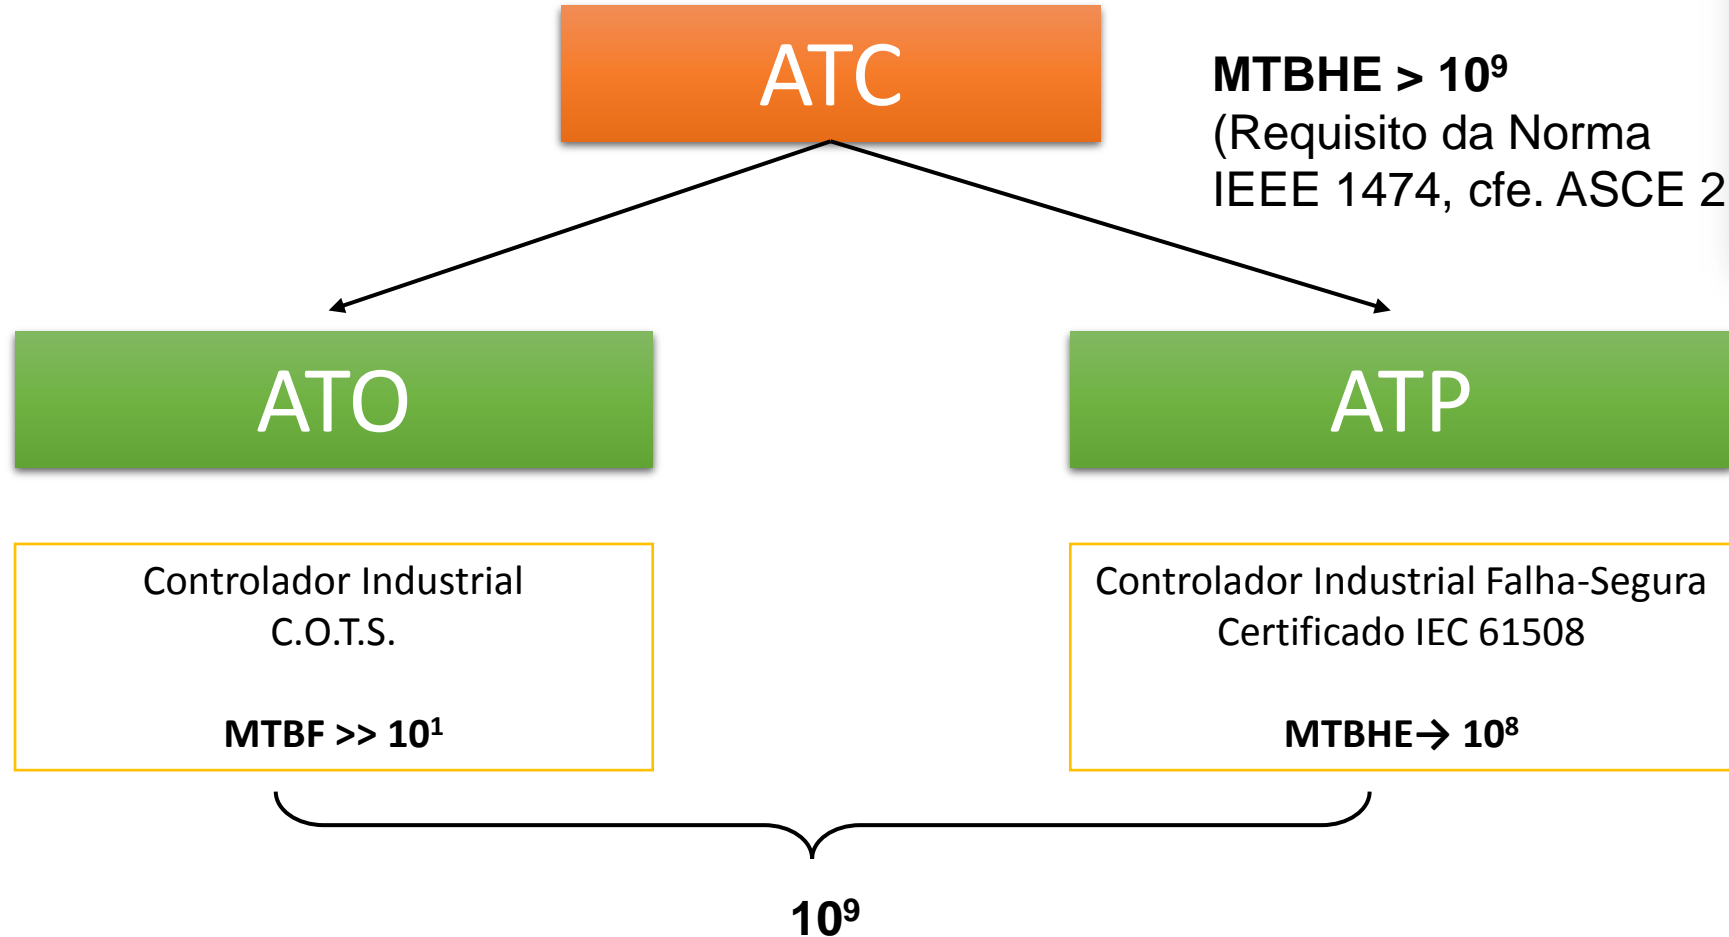 ATC
MTBHE > 10⁹
(Requisito da Norma
IEEE 1474, cfe. ASCE 2
ATO
ATP
Controlador Industrial
C.O.T.S.
MTBF >> 10¹
Controlador Industrial Falha-Segura
Certificado IEC 61508
MTBHE→ 10⁸
10⁹